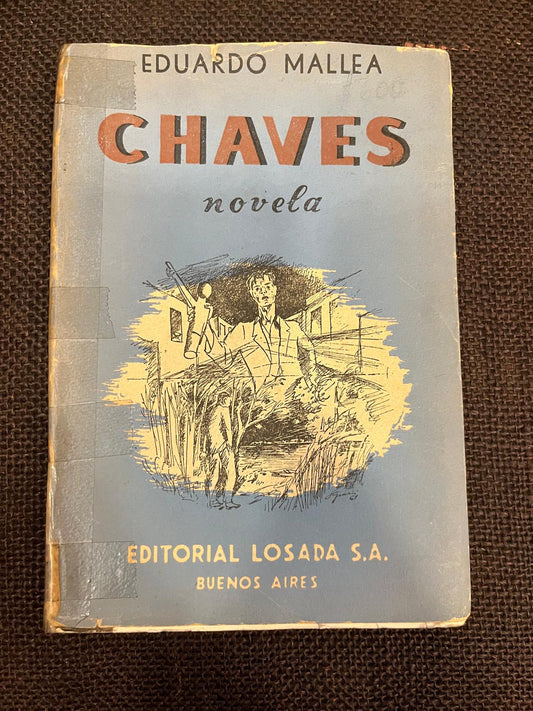 EDUARDO MALLEA
CHAVES
novela
EDITORIAL LOSADA S.A.
BUENOS AIRES